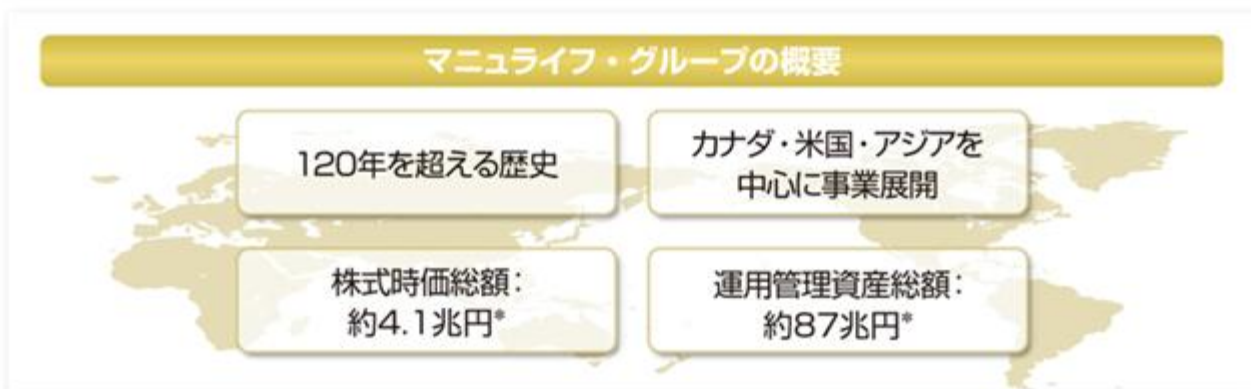 マニュライフ・グループの概要
120年を超える歴史
カナダ・米国・アジアを
中心に事業展開
株式時価総額:
約4.1兆円*
運用管理資産総額:
約87兆円*